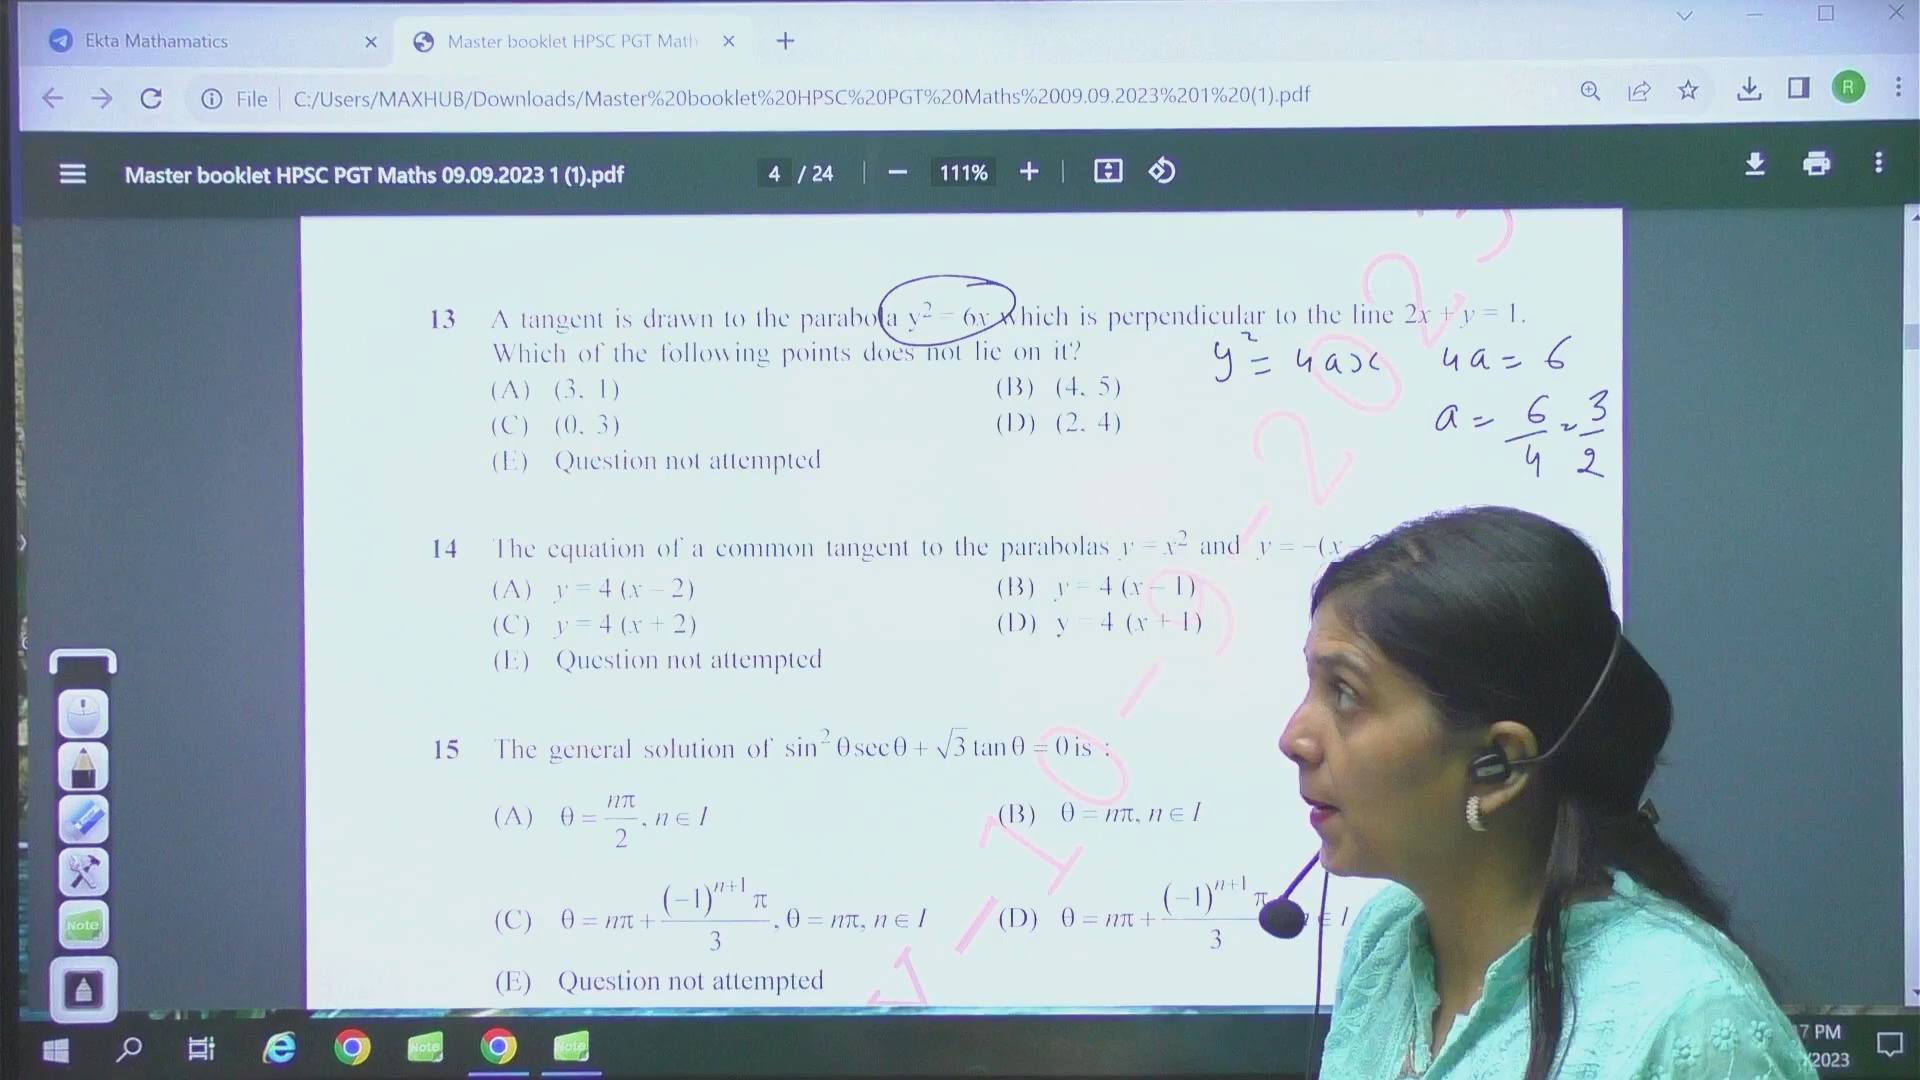 Ekta Mathamatics
Master booklet HPSC PGT Math
File C:/Users/MAXHUB/Downloads/Master%20booklet%20HPSC%20PGT%20Maths%2009.09.2023%201%20(1).pdf
R
Master booklet HPSC PGT Maths 09.09.2023 1 (1).pdf 4 / 24 111%
13 A tangent is drawn to the parabola y² = 6x which is perpendicular to the line 2x + y = 1.
Which of the following points does not lie on it?
y² = 4ax 4a = 6
(A) (3, 1) (B) (4, 5)
(C) (0, 3) (D) (2, 4)
a = 6/4 = 3/2
(E) Question not attempted
14 The equation of a common tangent to the parabolas y = x² and y = –(x
(A) y = 4 (x – 2) (B) y = 4 (x – 1)
(C) y = 4 (x + 2) (D) y = 4 (x + 1)
(E) Question not attempted
15 The general solution of sin² θ sec θ + √3 tan θ = 0 is :
(A) θ = nπ/2, n ∈ I (B) θ = nπ, n ∈ I
(C) θ = nπ + (–1)ⁿ⁺¹ π/3, θ = nπ, n ∈ I (D) θ = nπ + (–1)ⁿ⁺¹ π/3 ∈ I
(E) Question not attempted
Note
Note
Note
7 PM
/2023